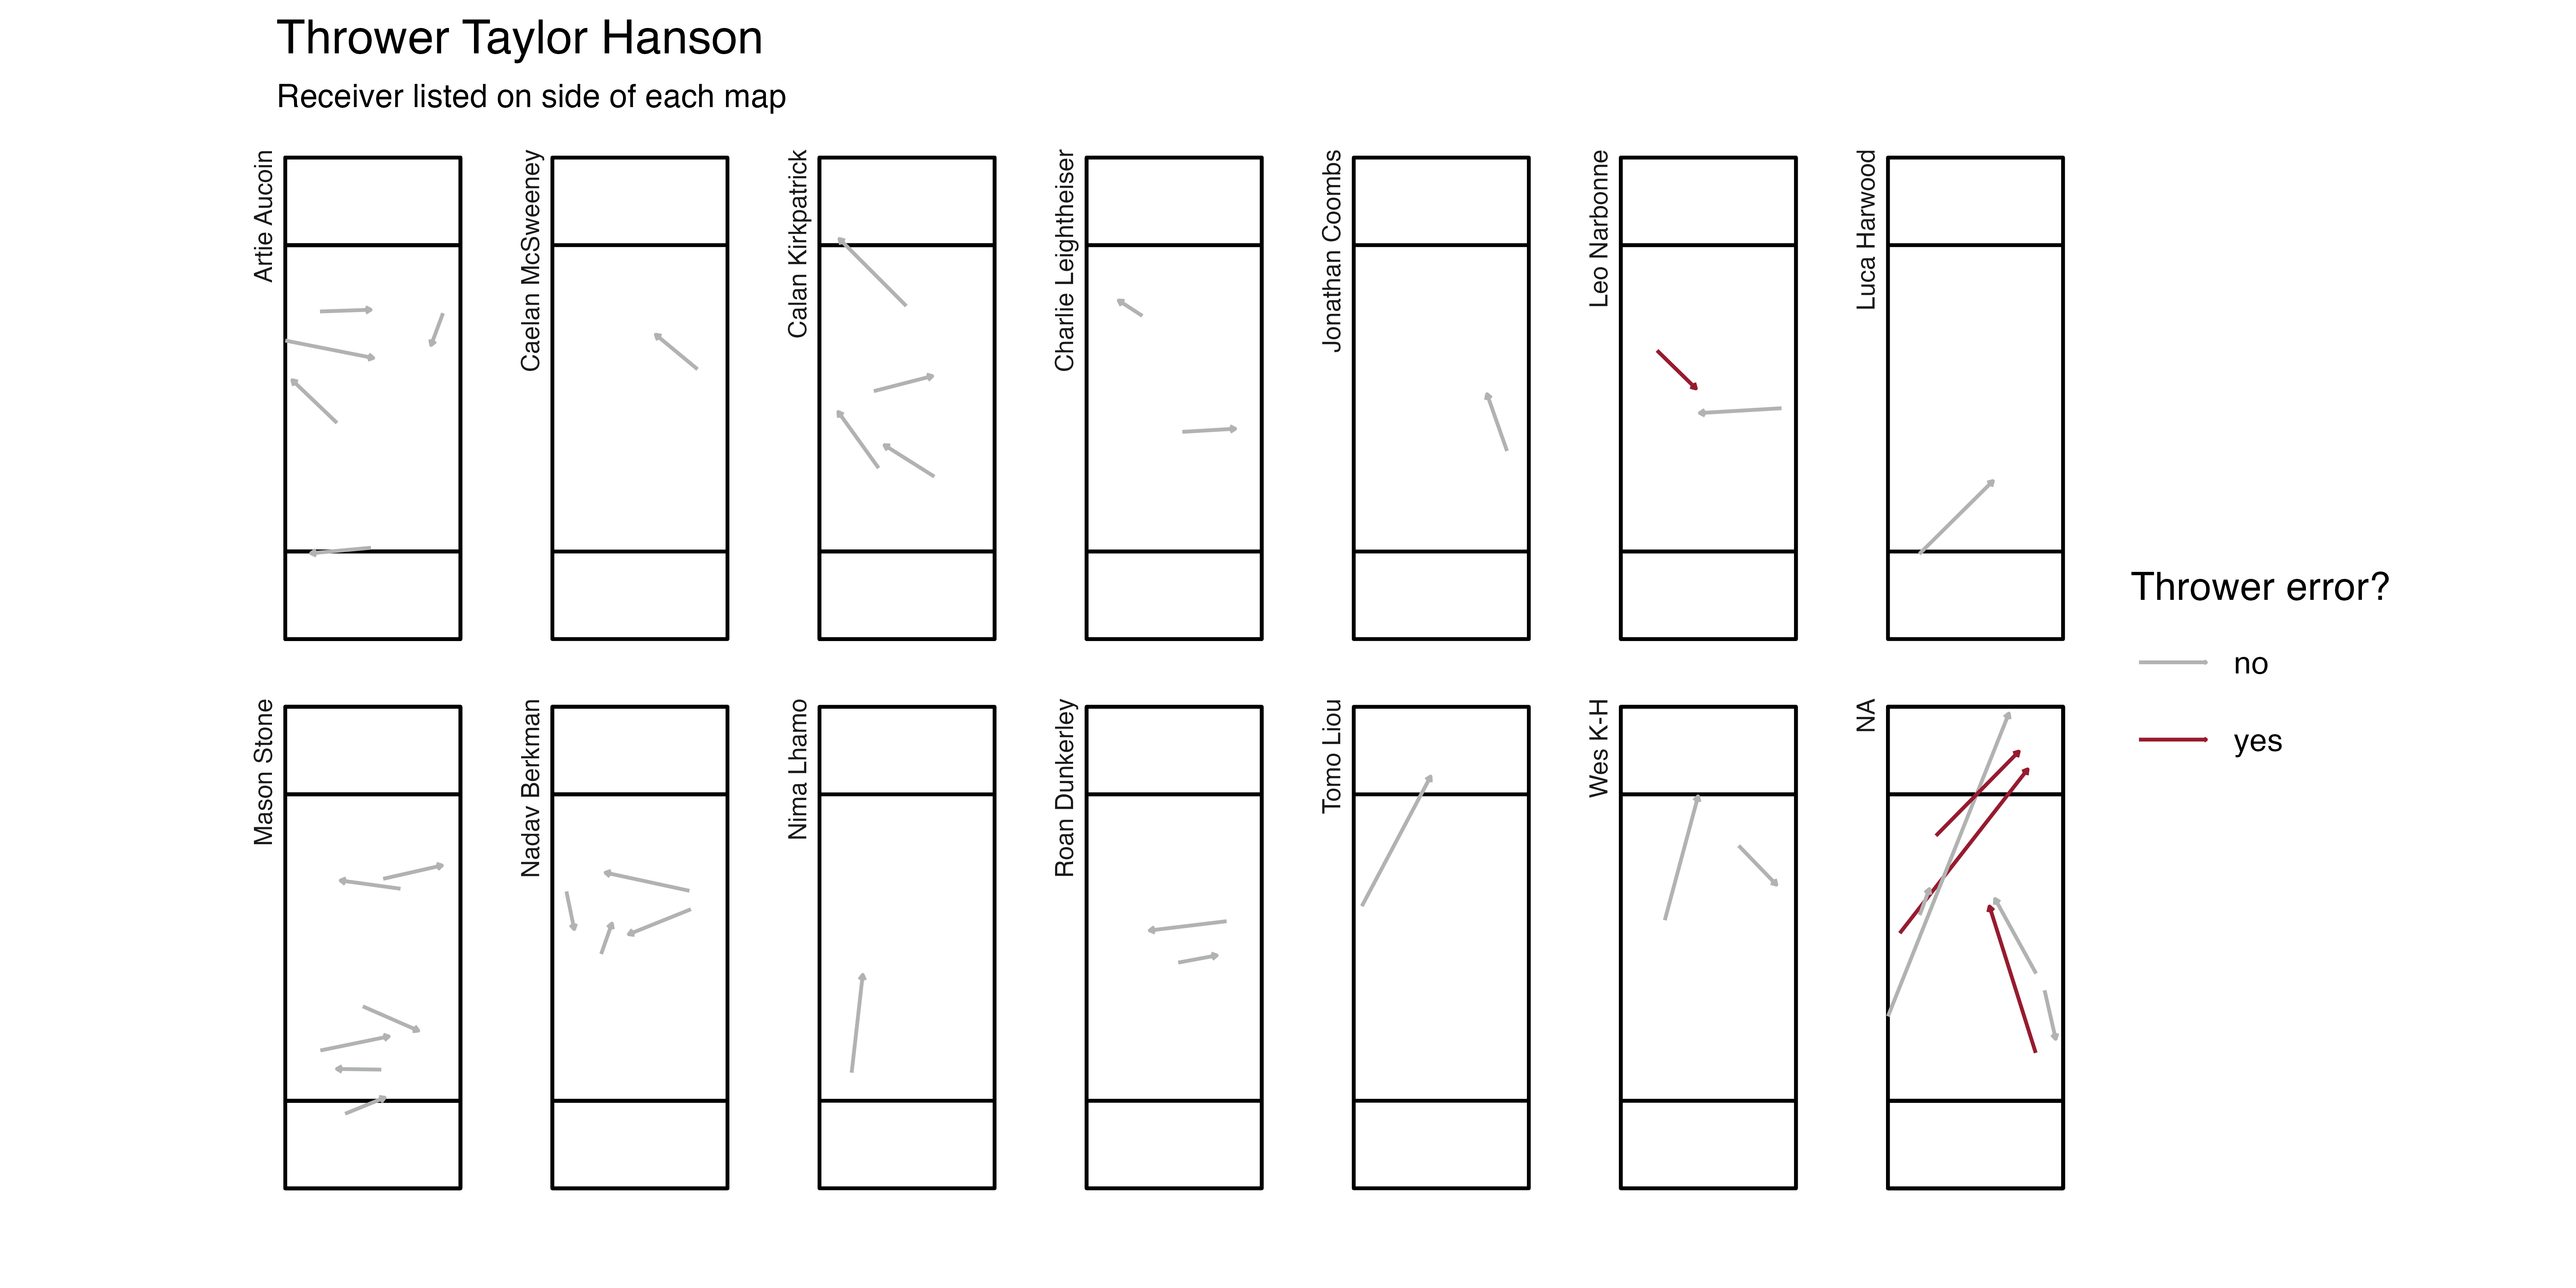 Thrower Taylor Hanson
Receiver listed on side of each map
Artie Aucoin
Caelan McSweeney
Calan Kirkpatrick
Charlie Leightheiser
Jonathan Coombs
Leo Narbonne
Luca Harwood
Mason Stone
Nadav Berkman
Nima Lhamo
Roan Dunkerley
Tomo Liou
Wes K-H
NA
Thrower error?
no
yes